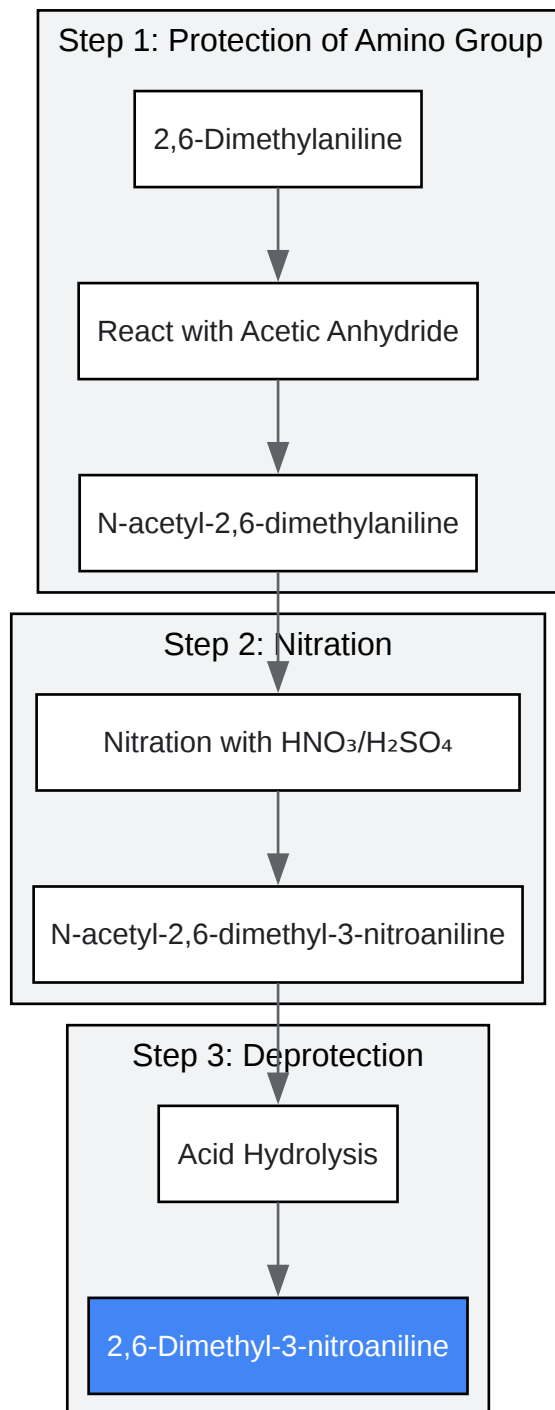 Step 1: Protection of Amino Group
2,6-Dimethylaniline
React with Acetic Anhydride
N-acetyl-2,6-dimethylaniline
Step 2: Nitration
Nitration with HNO₃/H₂SO₄
N-acetyl-2,6-dimethyl-3-nitroaniline
Step 3: Deprotection
Acid Hydrolysis
2,6-Dimethyl-3-nitroaniline